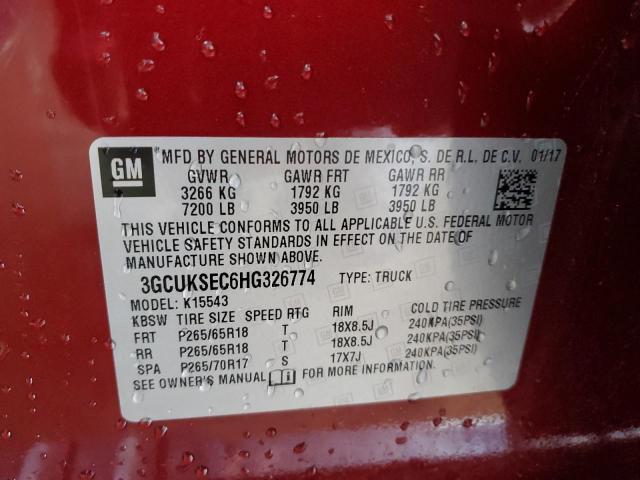 GM
MFD BY GENERAL MOTORS DE MEXICO, S. DE R.L. DE C.V. 01/17
GVWR GAWR FRT GAWR RR
3266 KG 1792 KG 1792 KG
7200 LB 3950 LB 3950 LB
THIS VEHICLE CONFORMS TO ALL APPLICABLE U.S. FEDERAL MOTOR
VEHICLE SAFETY STANDARDS IN EFFECT ON THE DATE OF
MANUFACTURE SHOWN ABOVE.
3GCUKSEC6HG326774 TYPE: TRUCK
MODEL: K15543
KBSW TIRE SIZE SPEED RTG RIM COLD TIRE PRESSURE
FRT P265/65R18 T 18X8.5J 240KPA(35PSI)
RR P265/65R18 T 18X8.5J 240KPA(35PSI)
SPA P265/70R17 S 17X7J 240KPA(35PSI)
SEE OWNER'S MANUAL FOR MORE INFORMATION.